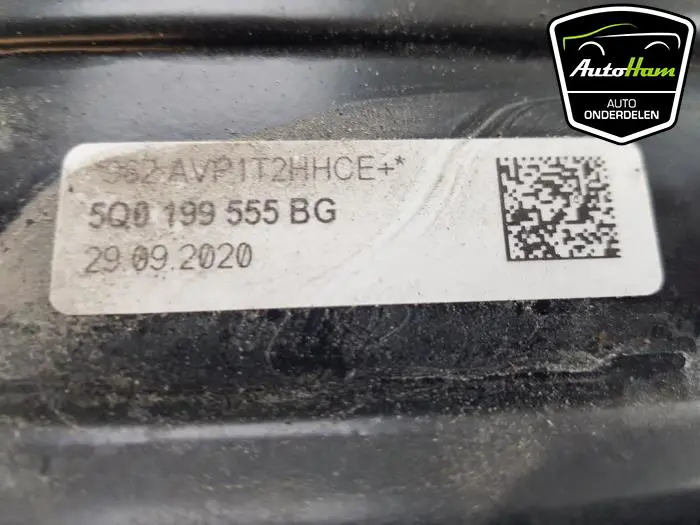 AutoHam
AUTO
ONDERDELEN
AVP1T2HHCE+*
5Q0 199 555 BG
29.09.2020